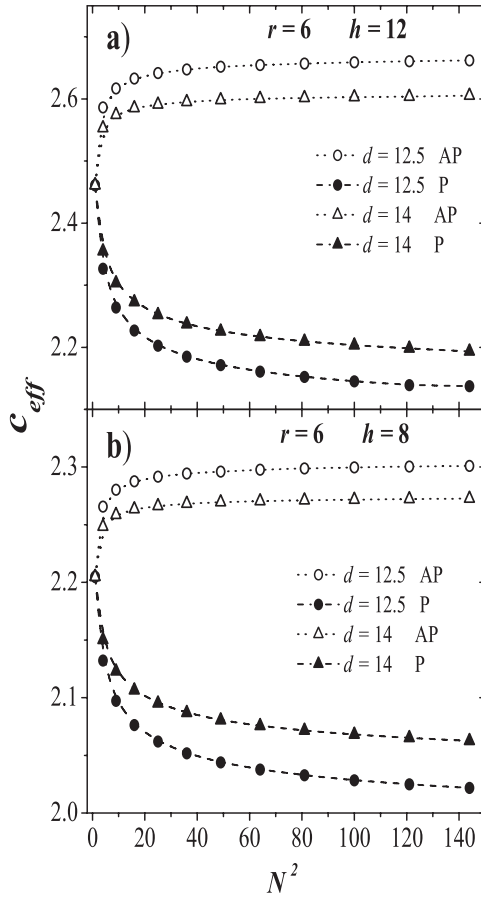 a) r=6 h=12
2.6
d = 12.5 AP
d = 12.5 P
d = 14 AP
d = 14 P
2.4
2.2
c_eff
b) r=6 h=8
2.3
2.2
d = 12.5 AP
d = 12.5 P
d = 14 AP
d = 14 P
2.1
2.0
0 20 40 60 80 100 120 140
N²